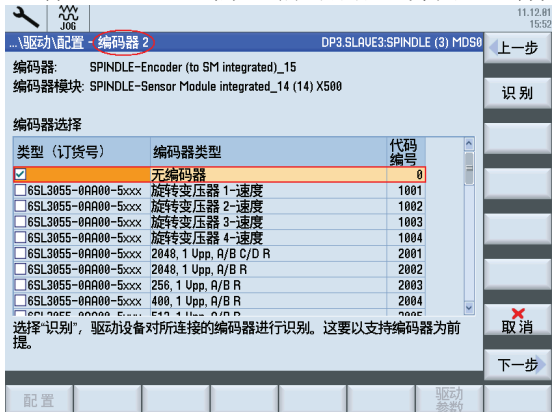 JOG
11.12.81
15:52
...\驱动\配置 - 编码器 2
DP3.SLAVE3:SPINDLE (3) MDS0
上一步
编码器: SPINDLE-Encoder (to SM integrated)_15
编码器模块: SPINDLE-Sensor Module integrated_14 (14) X500
识别
编码器选择
类型（订货号） 编码器类型 代码编号
无编码器 0
6SL3055-0AA00-5xxx 旋转变压器 1-速度 1001
6SL3055-0AA00-5xxx 旋转变压器 2-速度 1002
6SL3055-0AA00-5xxx 旋转变压器 3-速度 1003
6SL3055-0AA00-5xxx 旋转变压器 4-速度 1004
6SL3055-0AA00-5xxx 2048, 1 Vpp, A/B C/D R 2001
6SL3055-0AA00-5xxx 2048, 1 Vpp, A/B R 2002
6SL3055-0AA00-5xxx 256, 1 Vpp, A/B R 2003
6SL3055-0AA00-5xxx 400, 1 Vpp, A/B R 2004
6SL3055-0AA00-5xxx 512, 1 Vpp, A/B R 2005
选择“识别”，驱动设备对所连接的编码器进行识别。这要以支持编码器为前
提。
取消
下一步
配置
驱动
参数